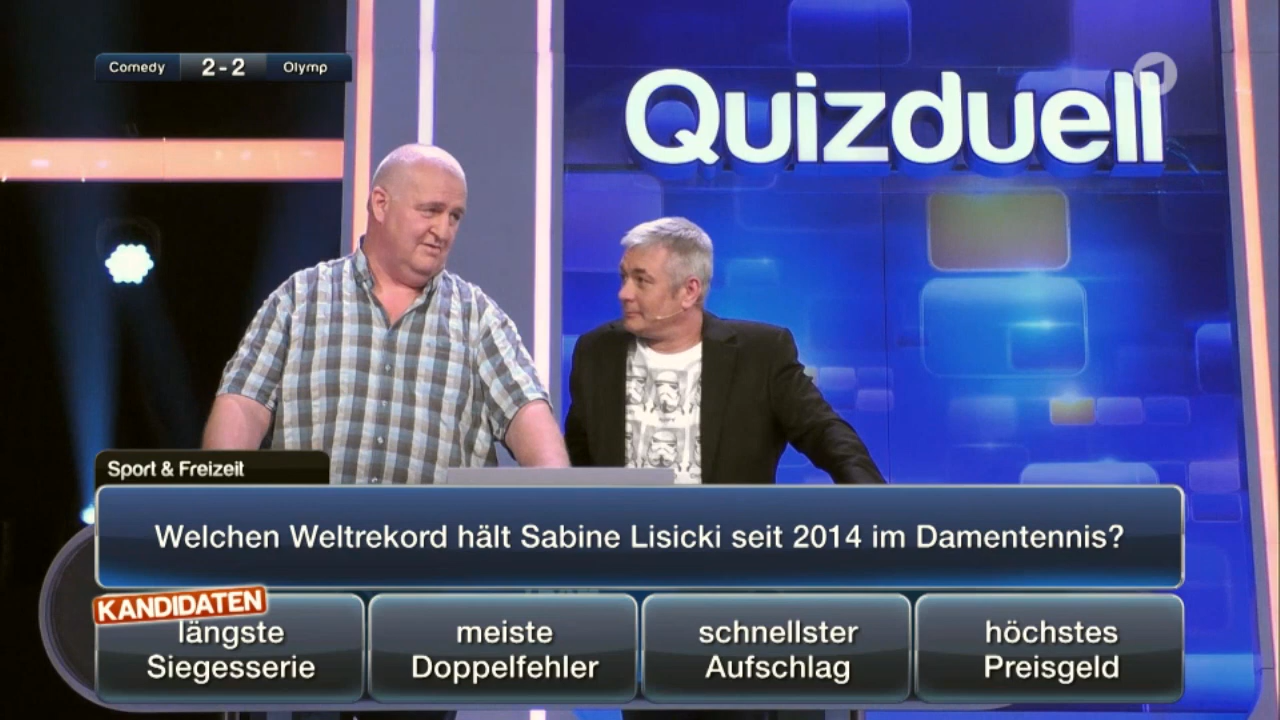 Comedy 2-2 Olymp
Quizduell
Sport & Freizeit
Welchen Weltrekord hält Sabine Lisicki seit 2014 im Damentennis?
KANDIDATEN
längste
Siegesserie
meiste
Doppelfehler
schnellster
Aufschlag
höchstes
Preisgeld